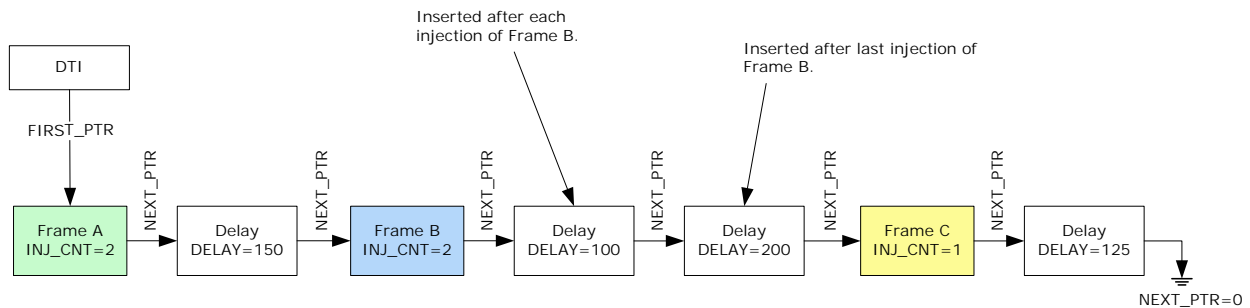 Inserted after each
injection of Frame B.
Inserted after last injection of
Frame B.
DTI
FIRST_PTR
NEXT_PTR
NEXT_PTR
NEXT_PTR
NEXT_PTR
NEXT_PTR
NEXT_PTR
Frame A
INJ_CNT=2
Delay
DELAY=150
Frame B
INJ_CNT=2
Delay
DELAY=100
Delay
DELAY=200
Frame C
INJ_CNT=1
Delay
DELAY=125
NEXT_PTR=0